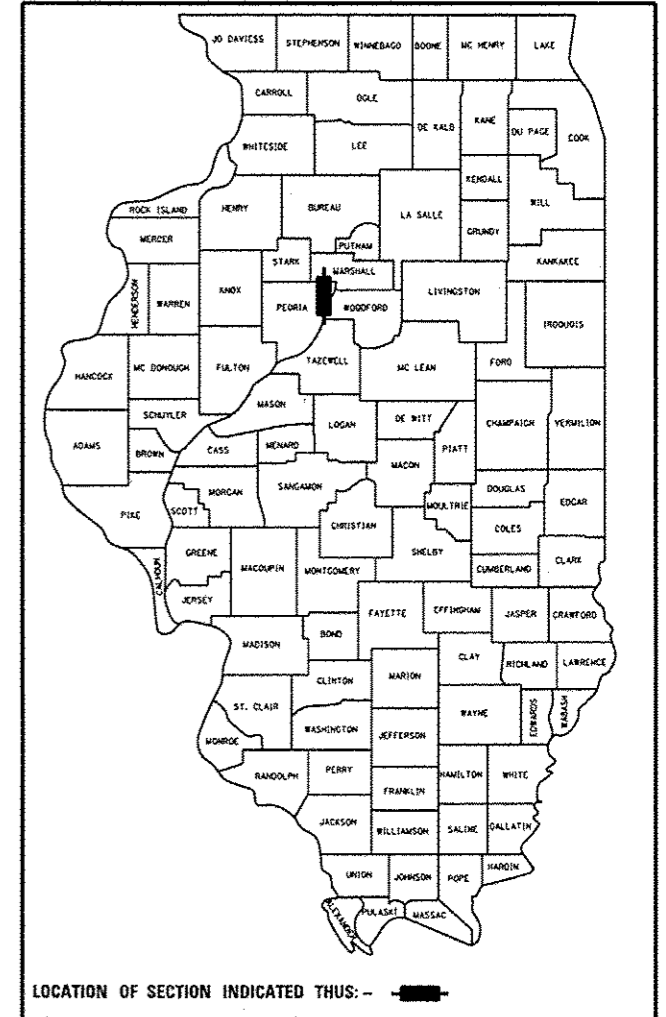 JO DAVIESS STEPHENSON WINNEBAGO BOONE MC HENRY LAKE
CARROLL OGLE DE KALB KANE DU PAGE COOK
WHITESIDE LEE KENDALL WILL
ROCK ISLAND HENRY BUREAU LA SALLE GRUNDY
MERCER STARK PUTNAM MARSHALL KANKAKEE
HENDERSON WARREN KNOX PEORIA WOODFORD LIVINGSTON IROQUOIS
HANCOCK MC DONOUGH FULTON TAZEWELL MC LEAN FORD
SCHUYLER MASON LOGAN DE WITT CHAMPAIGN VERMILION
ADAMS BROWN CASS MENARD MACON PIATT
PIKE SCOTT MORGAN SANGAMON CHRISTIAN MOULTRIE DOUGLAS EDGAR
COLES
CALHOUN GREENE MACOUPIN MONTGOMERY SHELBY CUMBERLAND CLARK
JERSEY FAYETTE EFFINGHAM JASPER CRAWFORD
MADISON BOND CLAY RICHLAND LAWRENCE
CLINTON MARION
ST. CLAIR WAYNE EDWARDS WABASH
MONROE WASHINGTON JEFFERSON
RANDOLPH PERRY HAMILTON WHITE
FRANKLIN
JACKSON WILLIAMSON SALINE GALLATIN
UNION JOHNSON POPE HARDIN
ALEXANDER PULASKI MASSAC
LOCATION OF SECTION INDICATED THUS:-